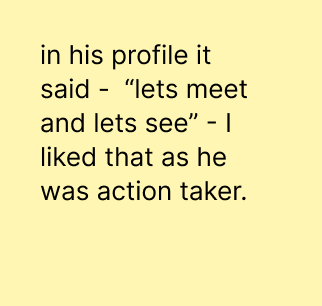 in his profile it
said -  “lets meet
and lets see” - I
liked that as he
was action taker.